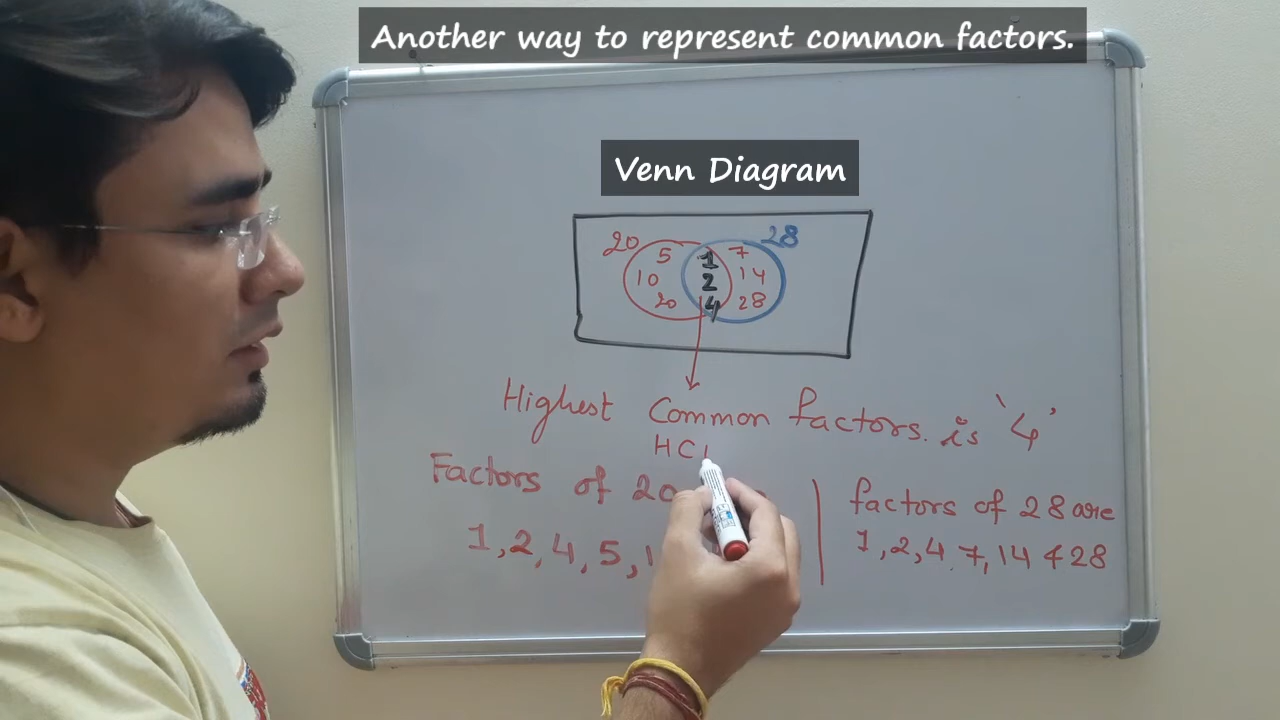 Another way to represent common factors.
Venn Diagram
20 28
5 1 7
10 2 14
20 4 28
Highest Common factors. is '4'
HC
Factors of 20
1, 2, 4, 5, 1
factors of 28 are
1, 2, 4, 7, 14 & 28